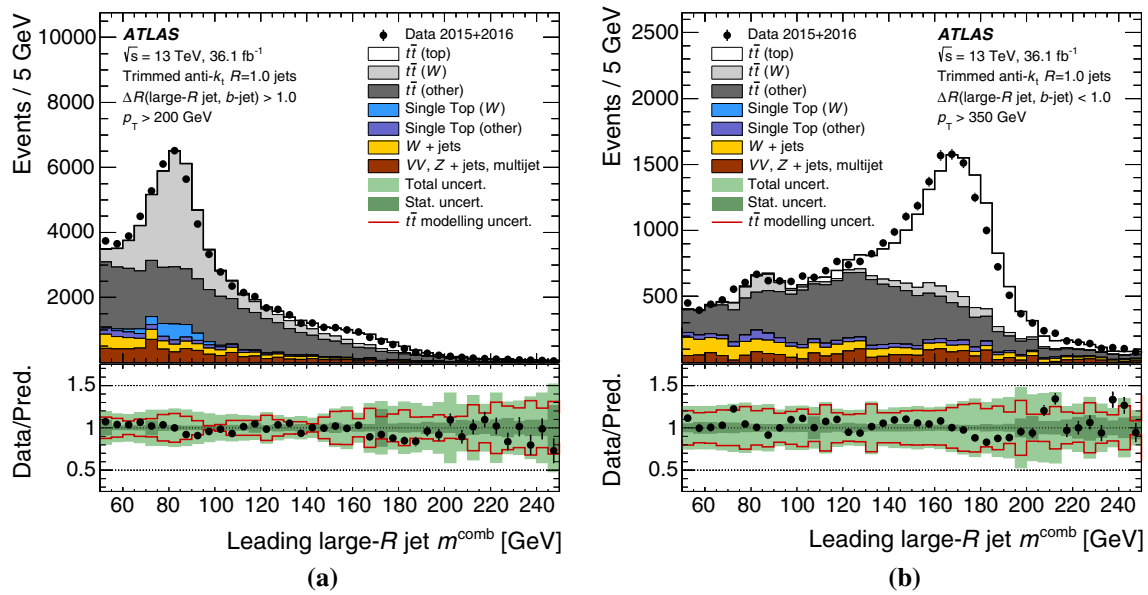 ATLAS
√s = 13 TeV, 36.1 fb⁻¹
Trimmed anti-kₜ R=1.0 jets
ΔR(large-R jet, b-jet) > 1.0
p_T > 200 GeV
Data 2015+2016
tt̄ (top)
tt̄ (W)
tt̄ (other)
Single Top (W)
Single Top (other)
W + jets
VV, Z + jets, multijet
Total uncert.
Stat. uncert.
tt̄ modelling uncert.
Events / 5 GeV
10000
8000
6000
4000
2000
Data/Pred.
1.5
1
0.5
60 80 100 120 140 160 180 200 220 240
Leading large-R jet m^comb [GeV]
(a)
Data 2015+2016
tt̄ (top)
tt̄ (W)
tt̄ (other)
Single Top (W)
Single Top (other)
W + jets
VV, Z + jets, multijet
Total uncert.
Stat. uncert.
tt̄ modelling uncert.
ATLAS
√s = 13 TeV, 36.1 fb⁻¹
Trimmed anti-kₜ R=1.0 jets
ΔR(large-R jet, b-jet) < 1.0
p_T > 350 GeV
Events / 5 GeV
2500
2000
1500
1000
500
Data/Pred.
1.5
1
0.5
60 80 100 120 140 160 180 200 220 240
Leading large-R jet m^comb [GeV]
(b)